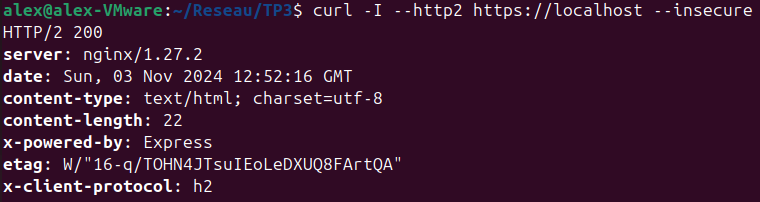 alex@alex-VMware:~/Reseau/TP3$ curl -I --http2 https://localhost --insecure
HTTP/2 200
server: nginx/1.27.2
date: Sun, 03 Nov 2024 12:52:16 GMT
content-type: text/html; charset=utf-8
content-length: 22
x-powered-by: Express
etag: W/"16-q/TOHN4JTsuIEoLeDXUQ8FArtQA"
x-client-protocol: h2